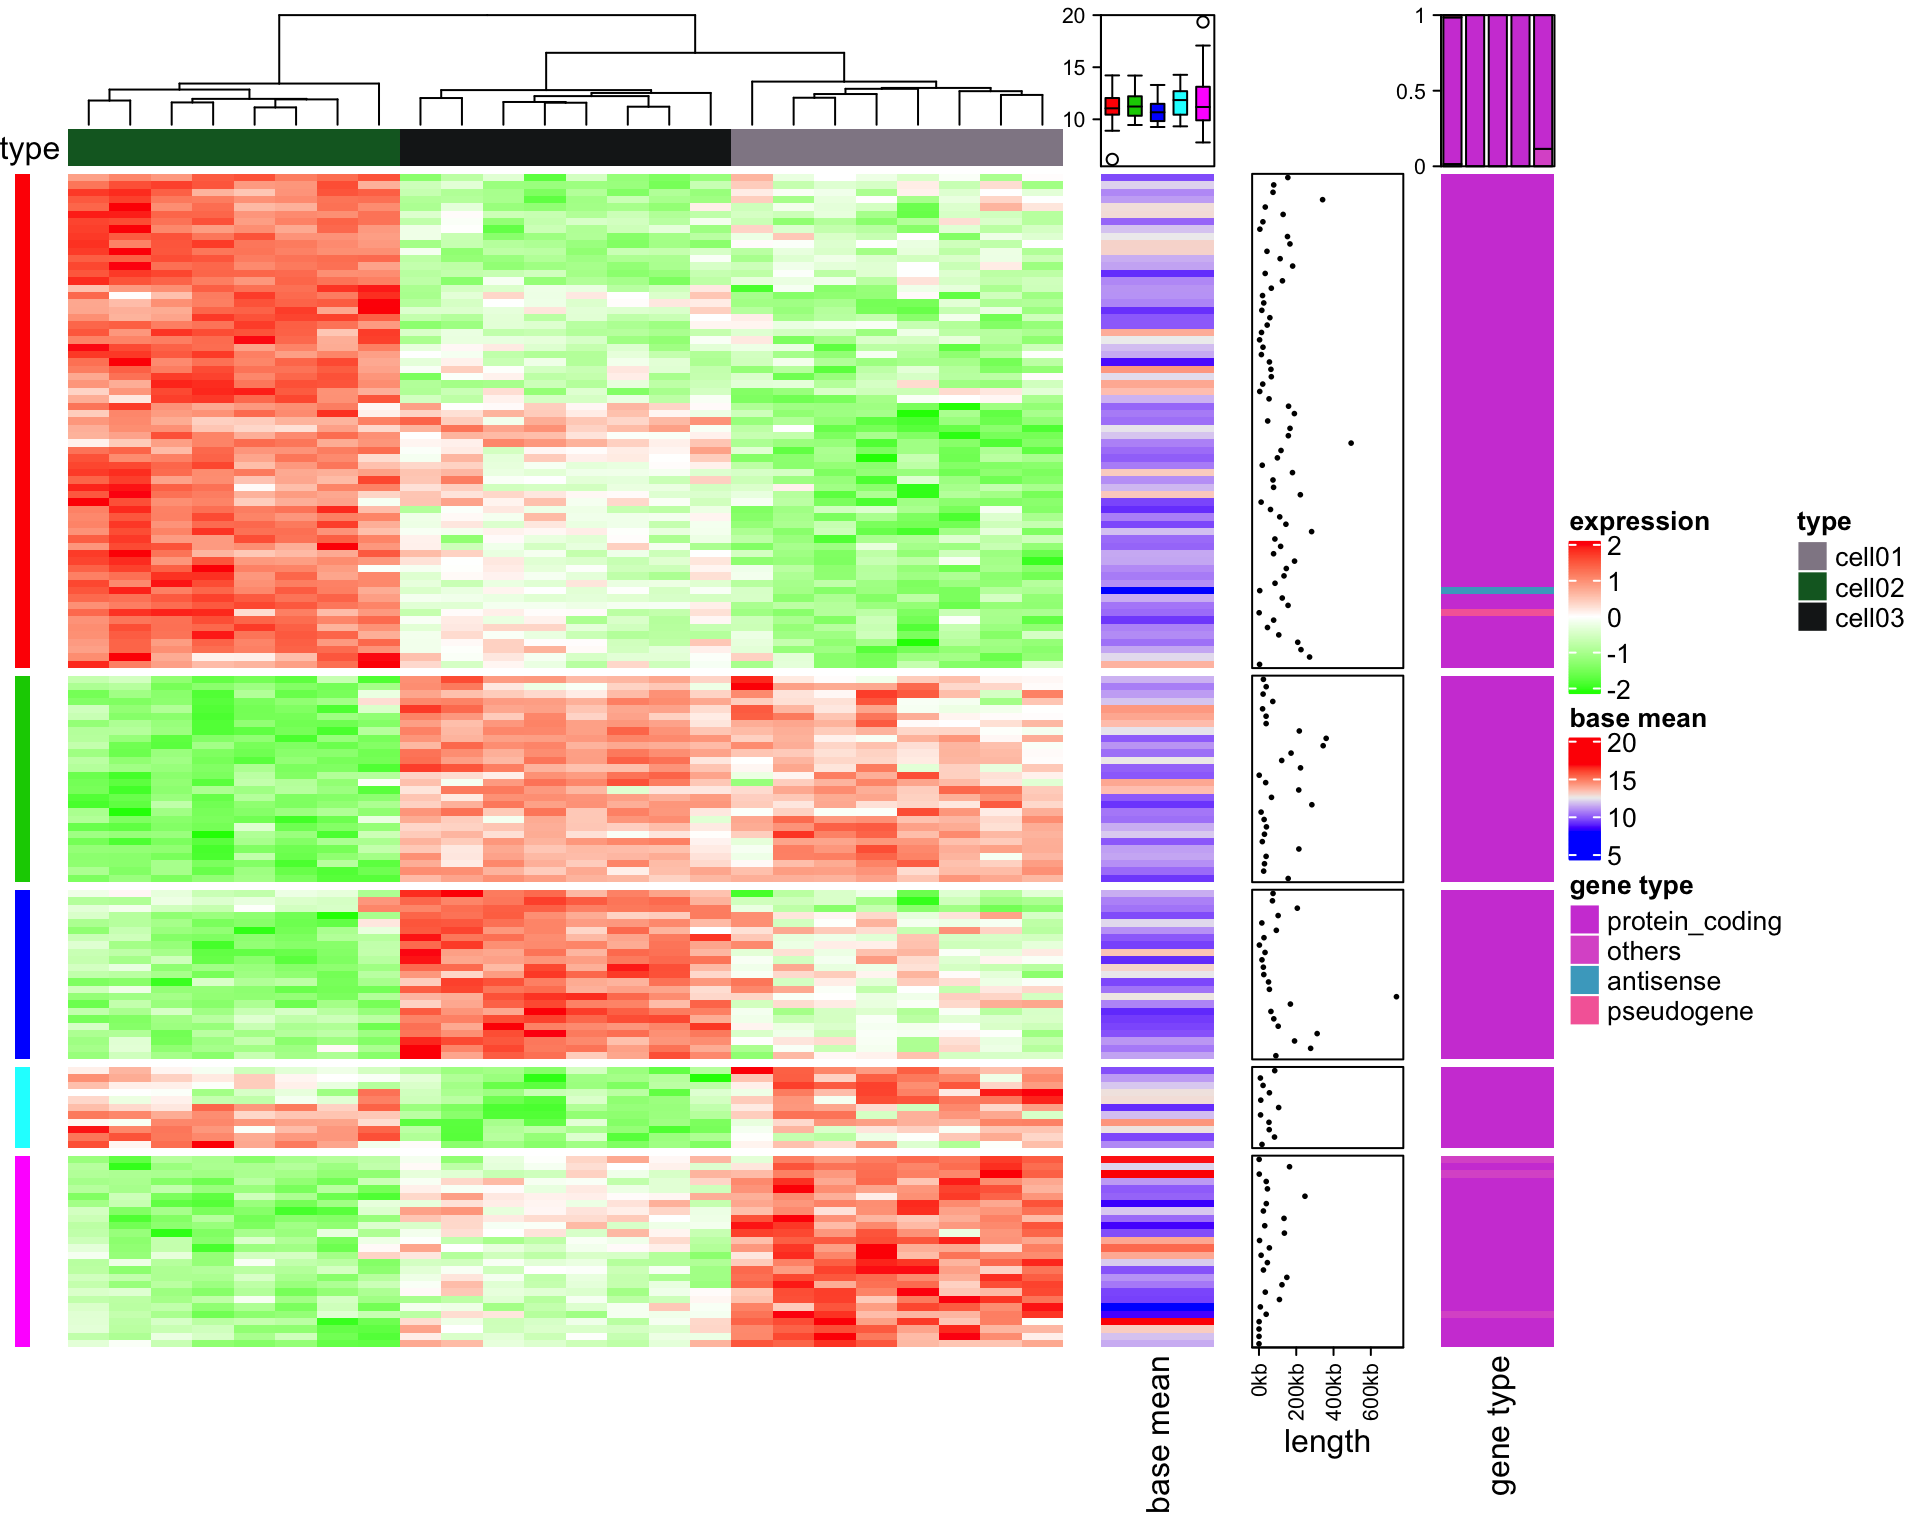 20
15
10
1
0.5
0
type
expression
2
1
0
-1
-2
type
cell01
cell02
cell03
base mean
20
15
10
5
gene type
protein_coding
others
antisense
pseudogene
base mean
0kb
200kb
400kb
600kb
length
gene type